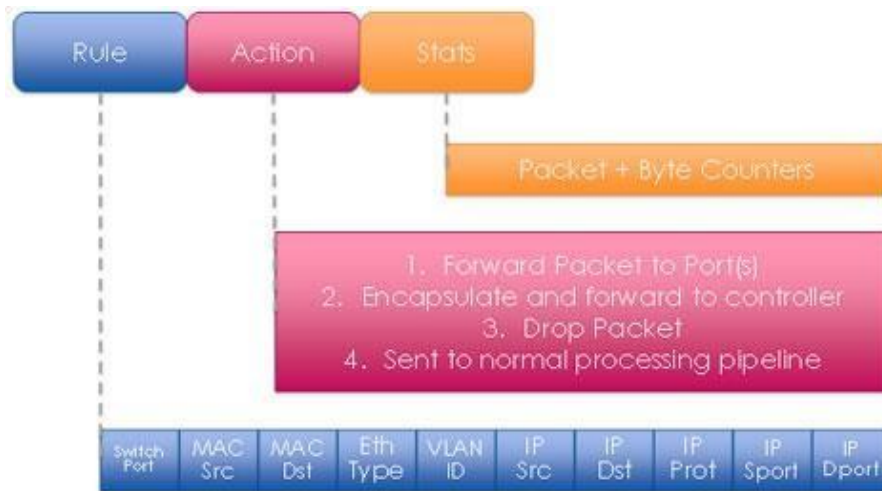 Rule Action Stats
Packet + Byte Counters
1. Forward Packet to Port(s)
2. Encapsulate and forward to controller
3. Drop Packet
4. Sent to normal processing pipeline
Switch Port
MAC Src
MAC Dst
Eth Type
VLAN ID
IP Src
IP Dst
IP Prot
IP Sport
IP Dport